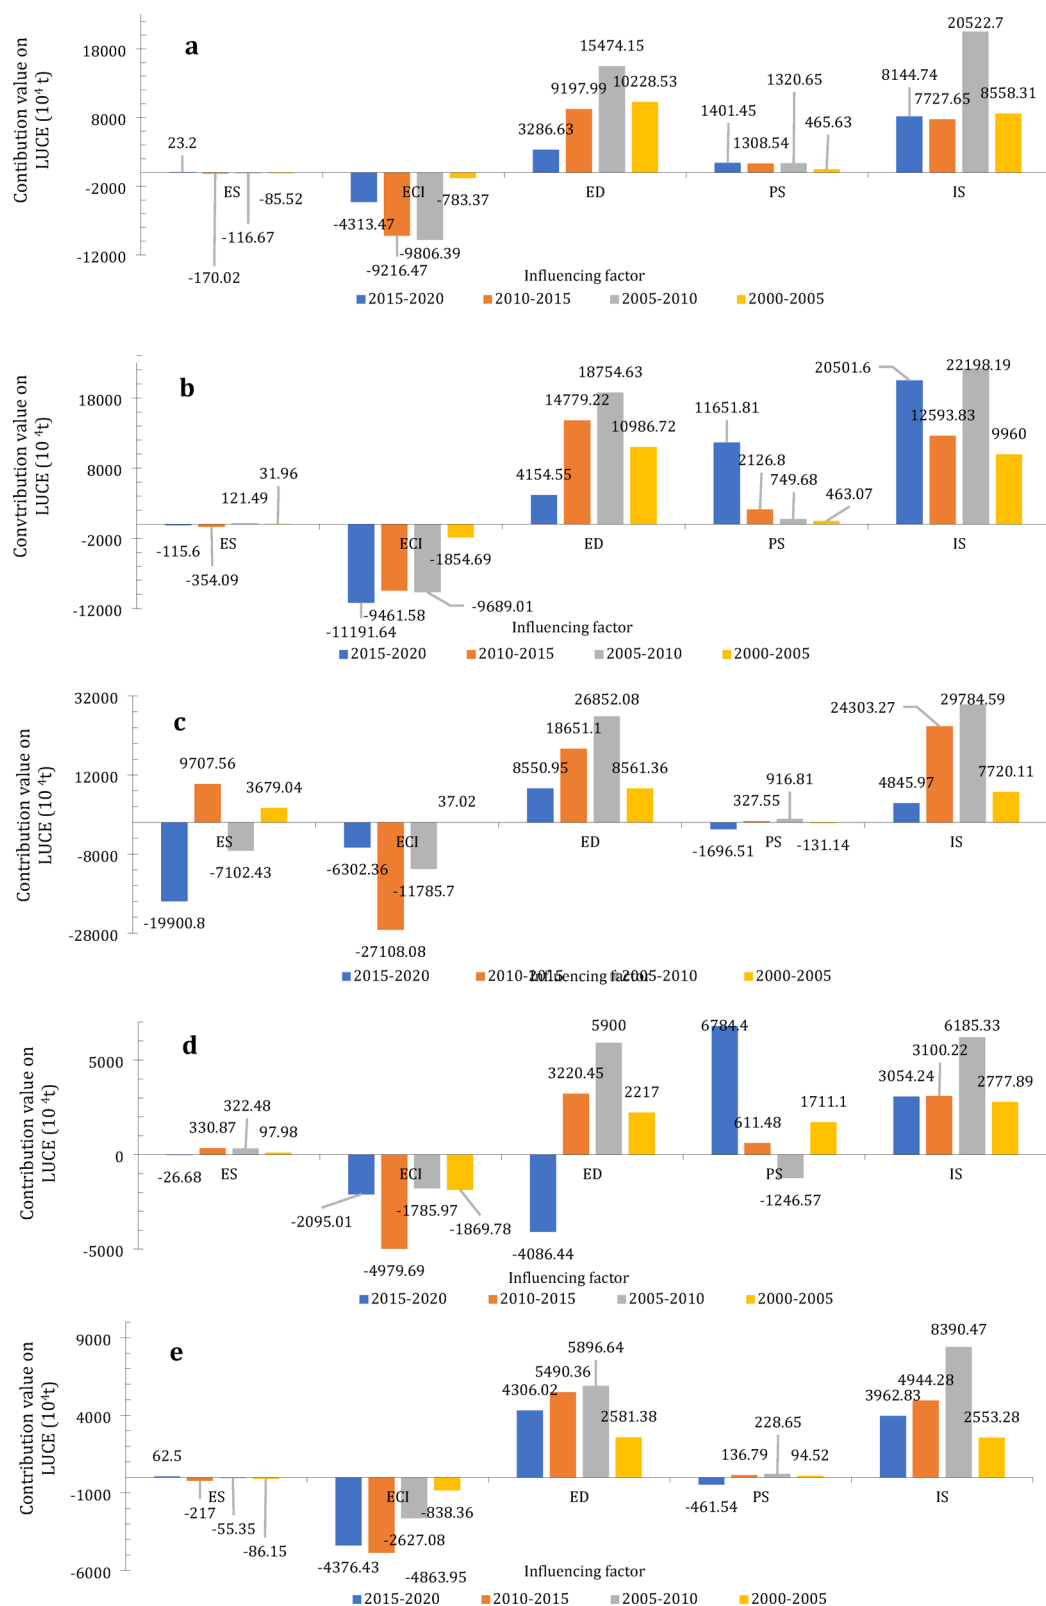 a
Contibution value on
LUCE (10⁴ t)
18000
8000
-2000
-12000
23.2
-170.02
-116.67
-85.52
ES
-4313.47
-9216.47
-9806.39
-783.37
ECI
3286.63
9197.99
15474.15
10228.53
ED
1401.45
1308.54
1320.65
465.63
PS
8144.74
7727.65
20522.7
8558.31
IS
Influencing factor
2015-2020 2010-2015 2005-2010 2000-2005
b
Convtribution value on
LUCE (10 ⁴t)
18000
8000
-2000
-12000
-115.6
-354.09
121.49
31.96
ES
-11191.64
-9461.58
-9689.01
-1854.69
ECI
4154.55
14779.22
18754.63
10986.72
ED
11651.81
2126.8
749.68
463.07
PS
20501.6
12593.83
22198.19
9960
IS
Influencing factor
2015-2020 2010-2015 2005-2010 2000-2005
c
Contribution value on
LUCE (10 ⁴t)
32000
12000
-8000
-28000
-19900.8
9707.56
-7102.43
3679.04
ES
-6302.36
-27108.08
-11785.7
37.02
ECI
8550.95
18651.1
26852.08
8561.36
ED
-1696.51
327.55
916.81
-131.14
PS
4845.97
24303.27
29784.59
7720.11
IS
Influencing factor
2015-2020 2010-2015 2005-2010 2000-2005
d
Contribution value on
LUCE (10 ⁴t)
5000
0
-5000
-26.68
330.87
322.48
97.98
ES
-2095.01
-4979.69
-1785.97
-1869.78
ECI
-4086.44
3220.45
5900
2217
ED
6784.4
611.48
-1246.57
1711.1
PS
3054.24
3100.22
6185.33
2777.89
IS
Influencing factor
2015-2020 2010-2015 2005-2010 2000-2005
e
Contribution value on
LUCE (10⁴t)
9000
4000
-1000
-6000
62.5
-217
-55.35
-86.15
ES
-4376.43
-4863.95
-2627.08
-838.36
ECI
4306.02
5490.36
5896.64
2581.38
ED
-461.54
136.79
228.65
94.52
PS
3962.83
4944.28
8390.47
2553.28
IS
Influencing factor
2015-2020 2010-2015 2005-2010 2000-2005